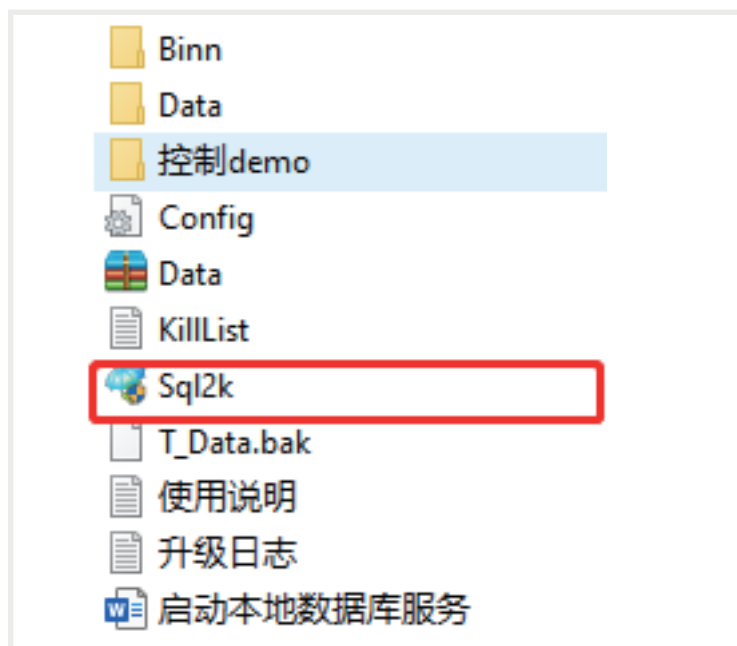 Binn
Data
控制demo
Config
Data
KillList
Sql2k
T_Data.bak
使用说明
升级日志
启动本地数据库服务